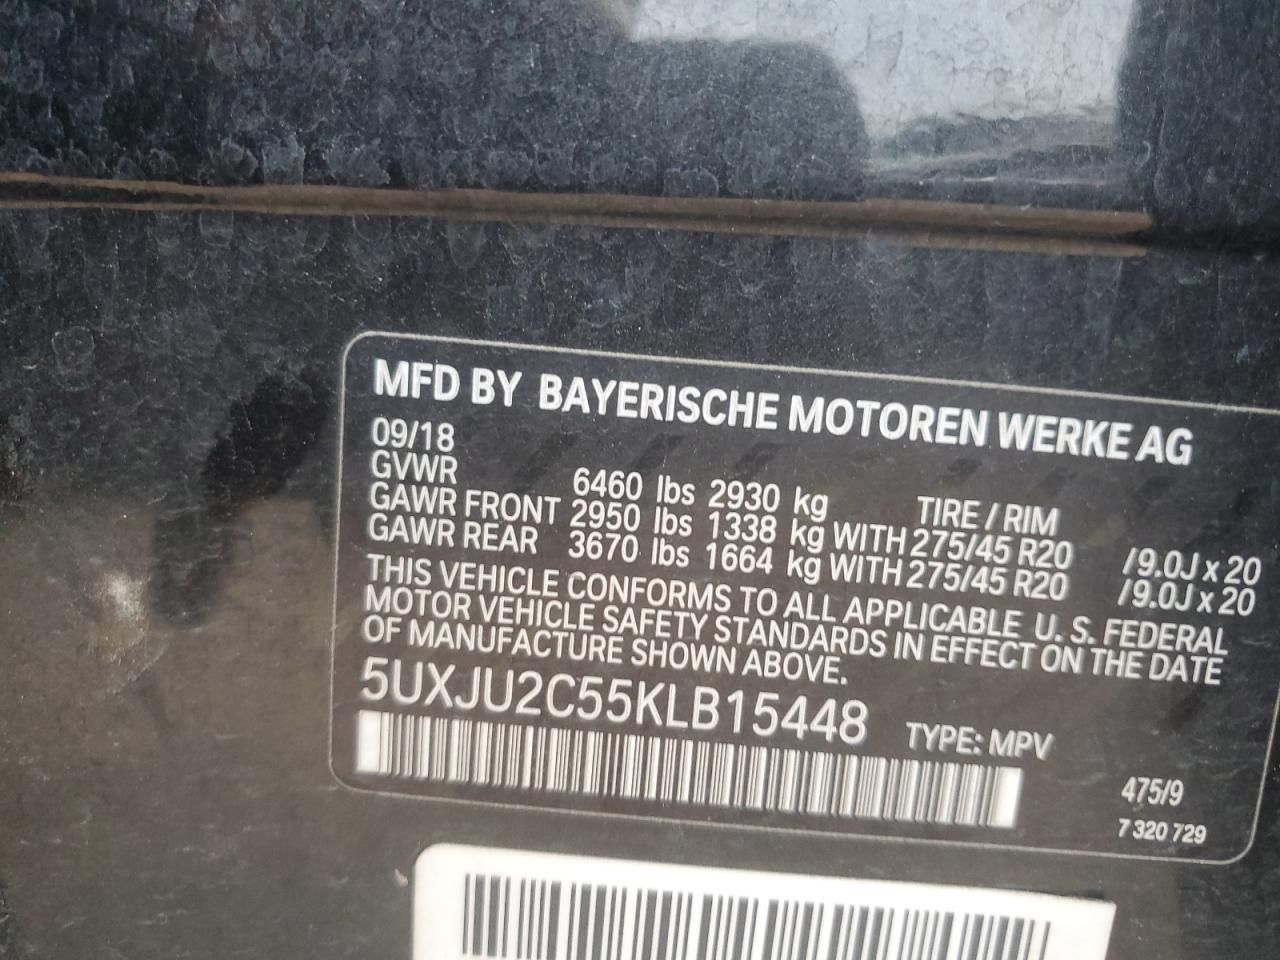 MFD BY BAYERISCHE MOTOREN WERKE AG
09/18
GVWR 6460 lbs 2930 kg TIRE / RIM
GAWR FRONT 2950 lbs 1338 kg WITH 275/45 R20 /9.0J x 20
GAWR REAR 3670 lbs 1664 kg WITH 275/45 R20 /9.0J x 20
THIS VEHICLE CONFORMS TO ALL APPLICABLE U. S. FEDERAL
MOTOR VEHICLE SAFETY STANDARDS IN EFFECT ON THE DATE
OF MANUFACTURE SHOWN ABOVE.
5UXJU2C55KLB15448 TYPE: MPV
475/9
7 320 729